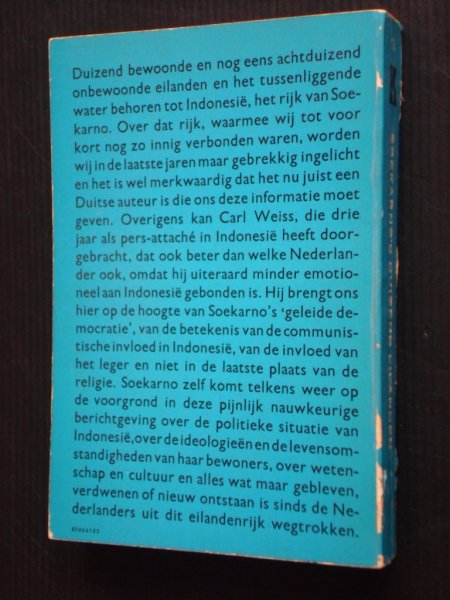 Duizend bewoonde en nog eens achtduizend
onbewoonde eilanden en het tussenliggende
water behoren tot Indonesië, het rijk van Soe-
karno. Over dat rijk, waarmee wij tot voor
kort nog zo innig verbonden waren, worden
wij in de laatste jaren maar gebrekkig ingelicht
en het is wel merkwaardig dat het nu juist een
Duitse auteur is die ons deze informatie moet
geven. Overigens kan Carl Weiss, die drie
jaar als pers-attaché in Indonesië heeft door-
gebracht, dat ook beter dan welke Nederlan-
der ook, omdat hij uiteraard minder emotio-
neel aan Indonesië gebonden is. Hij brengt ons
hier op de hoogte van Soekarno's ‘geleide de-
mocratie’, van de betekenis van de communis-
tische invloed in Indonesië, van de invloed van
het leger en niet in de laatste plaats van de
religie. Soekarno zelf komt telkens weer op
de voorgrond in deze pijnlijk nauwkeurige
berichtgeving over de politieke situatie van
Indonesië, over de ideologieën en de levensom-
standigheden van haar bewoners, over weten-
schap en cultuur en alles wat maar gebleven,
verdwenen of nieuw ontstaan is sinds de Ne-
derlanders uit dit eilandenrijk wegtrokken.